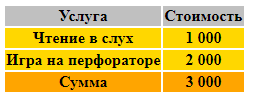 Услуга Стоимость
Чтение в слух 1 000
Игра на перфораторе 2 000
Сумма 3 000